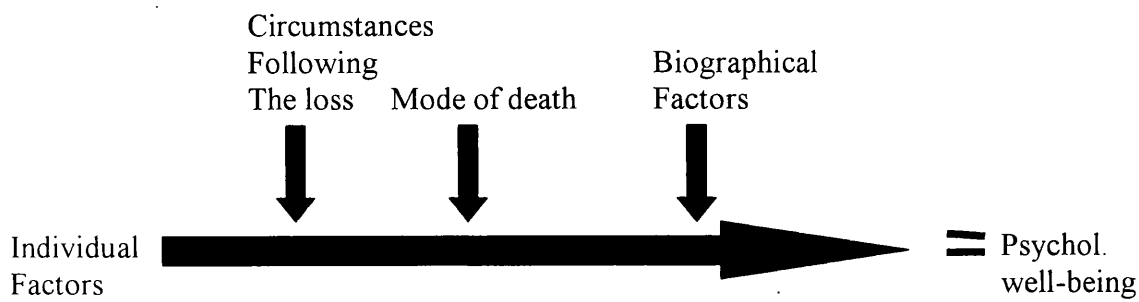 Circumstances
Following
The loss
Mode of death
Biographical
Factors
Individual
Factors
= Psychol.
well-being